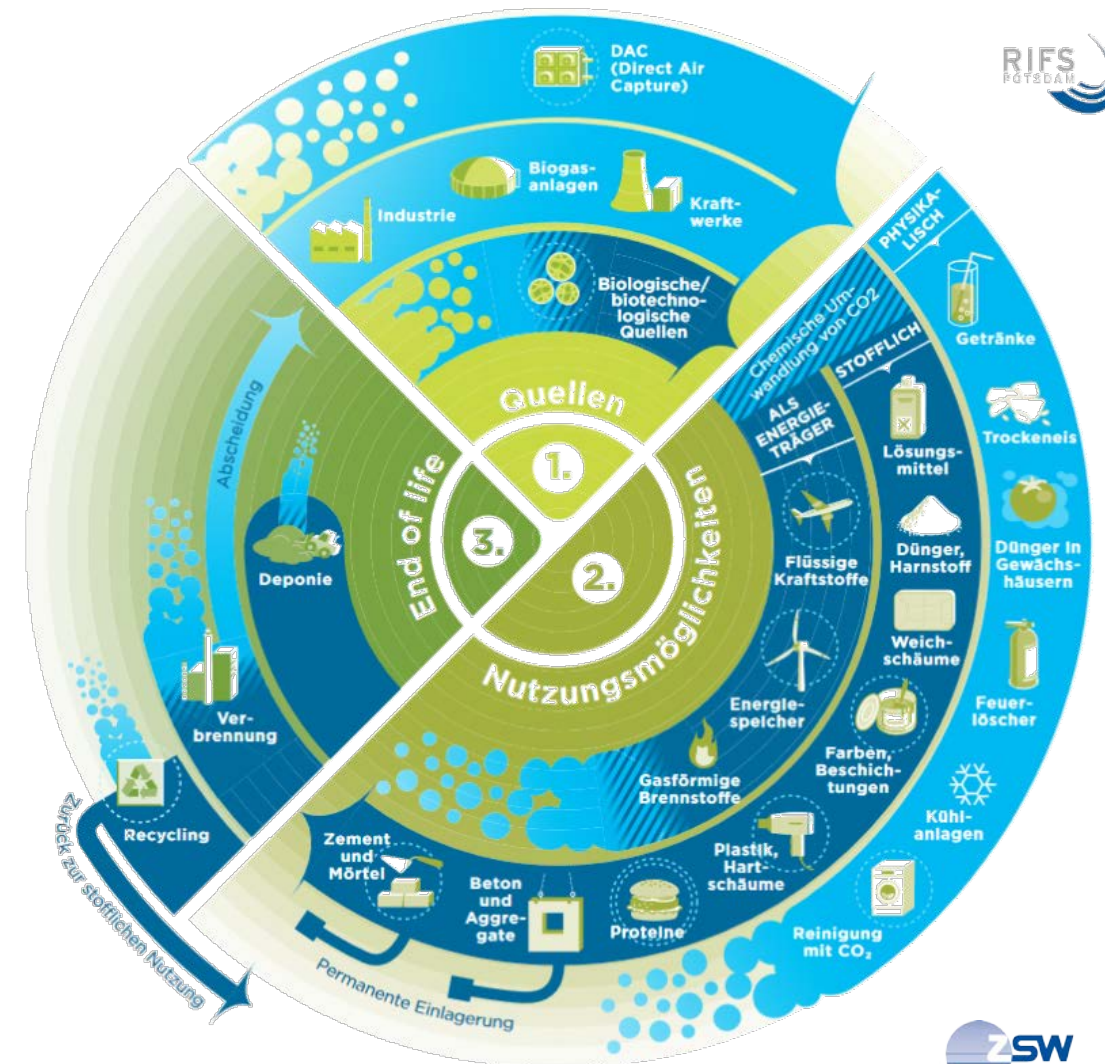 RIFS
POTSDAM
DAC
(Direct Air
Capture)
Biogas-
anlagen
Kraft-
werke
Industrie
Biologische/
biotechno-
logische
Quellen
Quellen
1.
PHYSIKA-
LISCH
Getränke
Trockeneis
Dünger in
Gewächs-
häusern
Feuer-
löscher
Kühl-
anlagen
Reinigung
mit CO₂
Chemische Um-
wandlung von CO2
STOFFLICH
Lösungs-
mittel
Dünger,
Harnstoff
Weich-
schäume
Farben,
Beschich-
tungen
Plastik,
Hart-
schäume
Proteine
Beton
und
Aggre-
gate
Zement
und
Mörtel
Permanente Einlagerung
ALS
ENERGIE-
TRÄGER
Flüssige
Kraftstoffe
Energie-
speicher
Gasförmige
Brennstoffe
Nutzungsmöglichkeiten
2.
End of life
3.
Abscheidung
Deponie
Ver-
brennung
Recycling
Zurück zur stofflichen Nutzung
ZSW